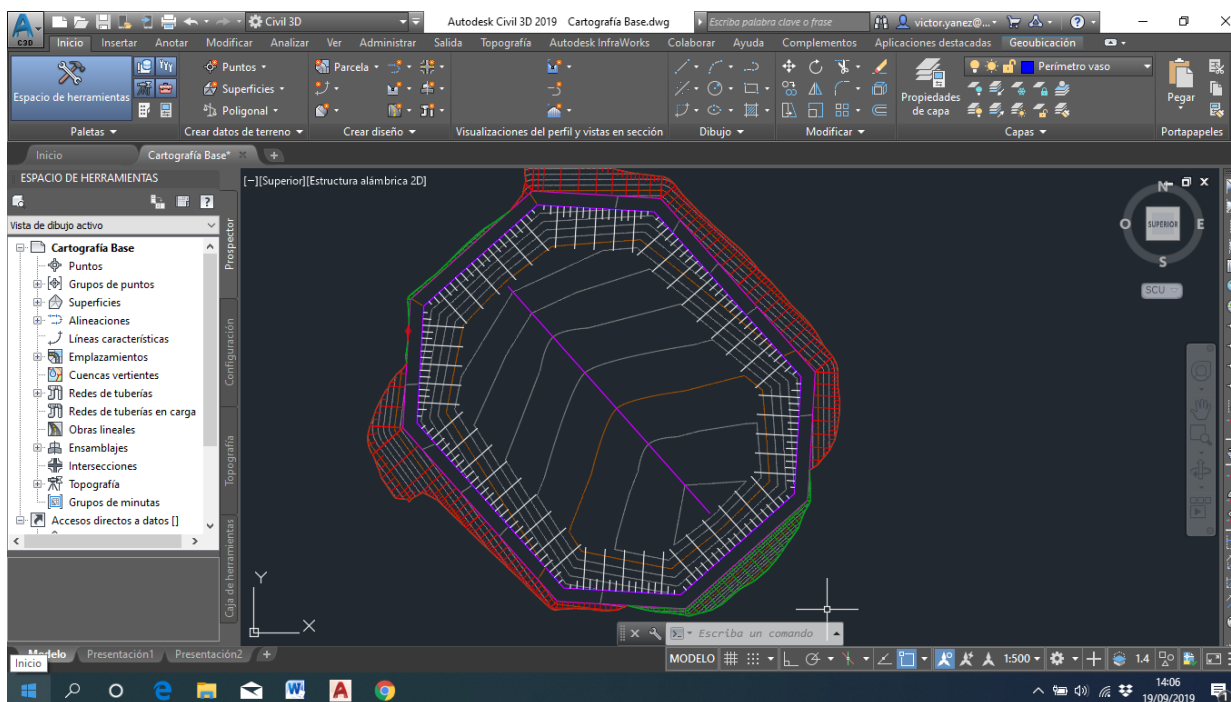 Civil 3D
Autodesk Civil 3D 2019 Cartografía Base.dwg
Escriba palabra clave o frase
victor.yanez@...
C3D
Inicio Insertar Anotar Modificar Analizar Ver Administrar Salida Topografía Autodesk InfraWorks Colaborar Ayuda Complementos Aplicaciones destacadas Geoubicación
Espacio de herramientas
Puntos
Superficies
Poligonal
Parcela
Propiedades
de capa
Perímetro vaso
Pegar
Paletas Crear datos de terreno Crear diseño Visualizaciones del perfil y vistas en sección Dibujo Modificar Capas Portapapeles
Inicio Cartografía Base*
ESPACIO DE HERRAMIENTAS
Vista de dibujo activo
Cartografía Base
Puntos
Grupos de puntos
Superficies
Alineaciones
Líneas características
Emplazamientos
Cuencas vertientes
Redes de tuberías
Redes de tuberías en carga
Obras lineales
Ensamblajes
Intersecciones
Topografía
Grupos de minutas
Accesos directos a datos []
Prospector
Configuración
Topografía
Caja de herramientas
[−][Superior][Estructura alámbrica 2D]
N
O
SUPERIOR
E
S
SCU
Y
X
Escriba un comando
Modelo Presentación1 Presentación2
Inicio
MODELO
1:500
1.4
14:06
19/09/2019